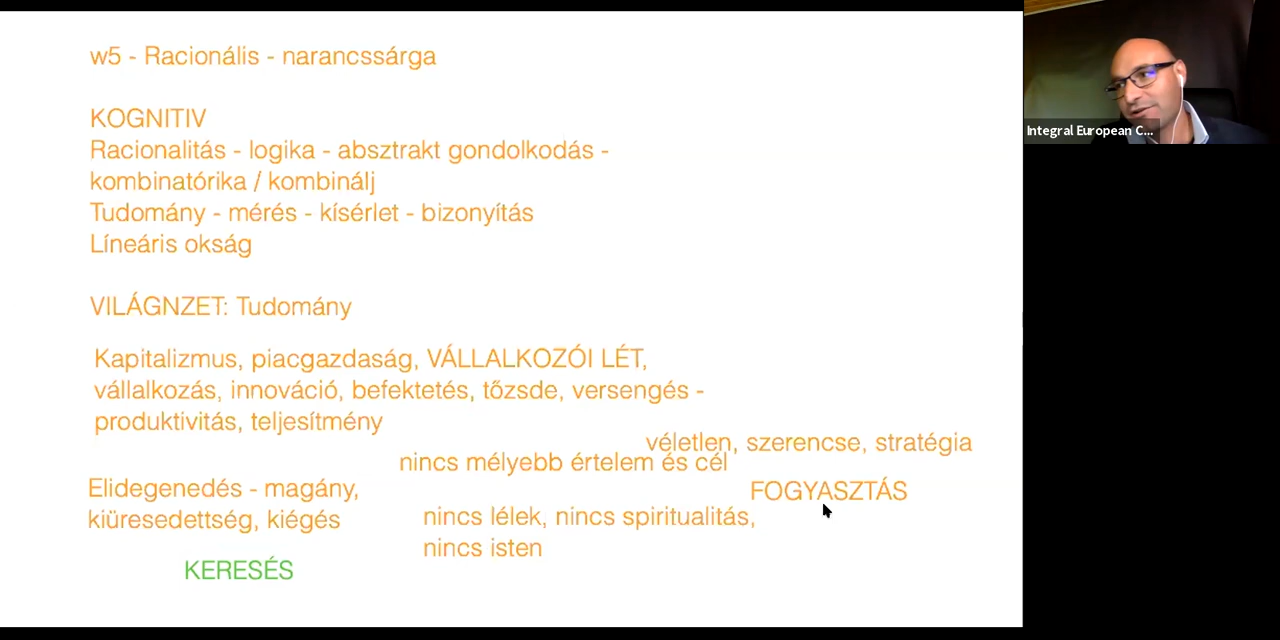 w5 - Racionális - narancssárga
KOGNITIV
Racionalitás - logika - absztrakt gondolkodás -
kombinatórika / kombinálj
Tudomány - mérés - kísérlet - bizonyítás
Líneáris okság
VILÁGNZET: Tudomány
Kapitalizmus, piacgazdaság, VÁLLALKOZÓI LÉT,
vállalkozás, innováció, befektetés, tőzsde, versengés -
produktivitás, teljesítmény
véletlen, szerencse, stratégia
nincs mélyebb értelem és cél
Elidegenedés - magány,
kiüresedettség, kiégés
FOGYASZTÁS
nincs lélek, nincs spiritualitás,
nincs isten
KERESÉS
Integral European C...